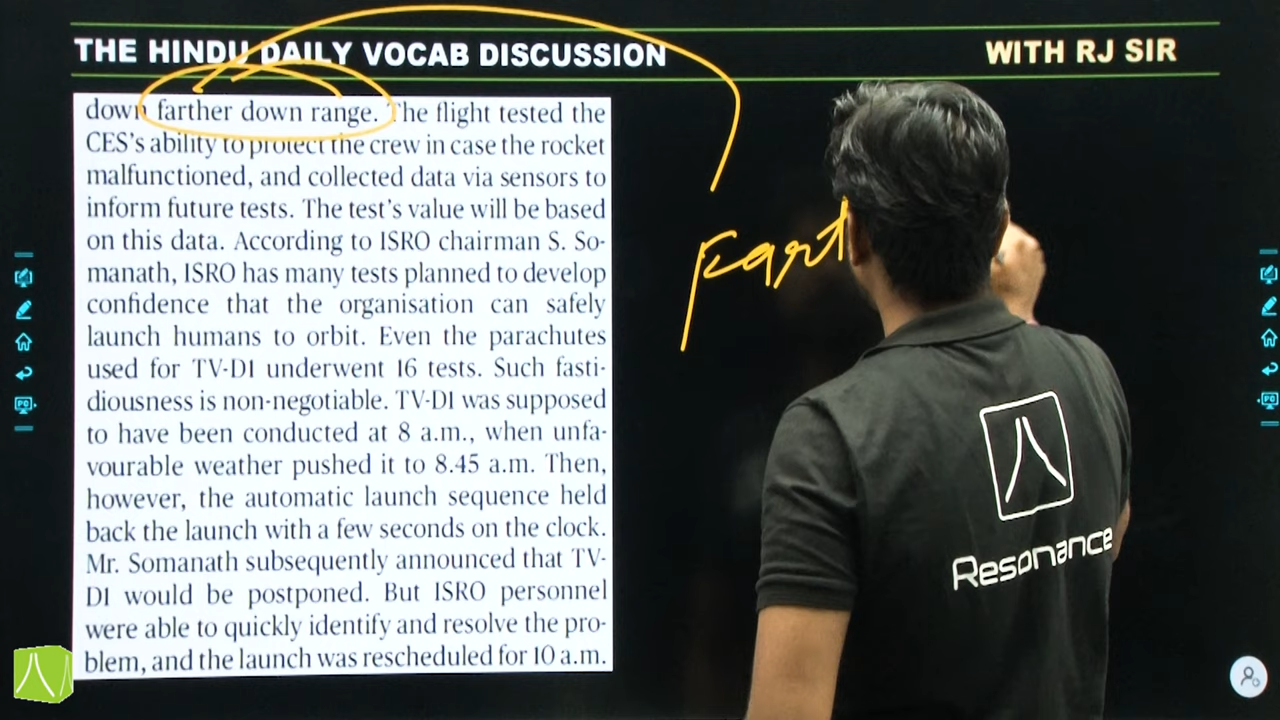 THE HINDU DAILY VOCAB DISCUSSION
WITH RJ SIR
down farther down range. The flight tested the
CES's ability to protect the crew in case the rocket
malfunctioned, and collected data via sensors to
inform future tests. The test's value will be based
on this data. According to ISRO chairman S. So-
manath, ISRO has many tests planned to develop
confidence that the organisation can safely
launch humans to orbit. Even the parachutes
used for TV-D1 underwent 16 tests. Such fasti-
diousness is non-negotiable. TV-D1 was supposed
to have been conducted at 8 a.m., when unfa-
vourable weather pushed it to 8.45 a.m. Then,
however, the automatic launch sequence held
back the launch with a few seconds on the clock.
Mr. Somanath subsequently announced that TV-
D1 would be postponed. But ISRO personnel
were able to quickly identify and resolve the pro-
blem, and the launch was rescheduled for 10 a.m.
Fart
Resonance
PC
PC